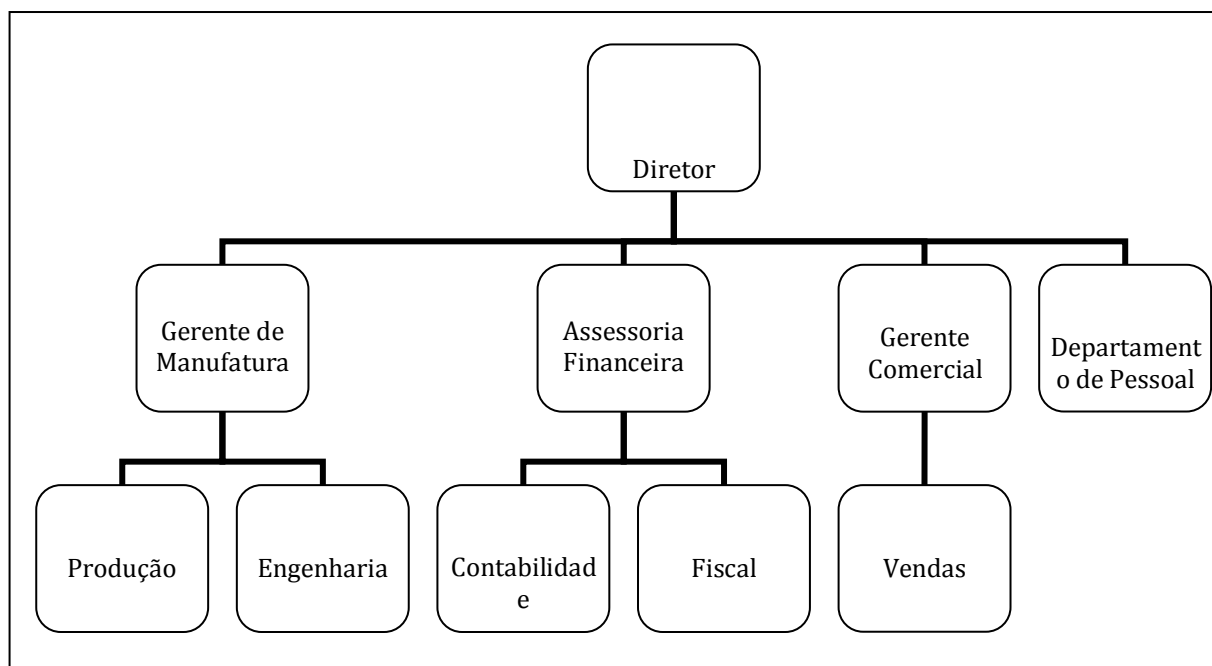 Diretor
Gerente de
Manufatura
Assessoria
Financeira
Gerente
Comercial
Departament
o de Pessoal
Produção
Engenharia
Contabilidad
e
Fiscal
Vendas